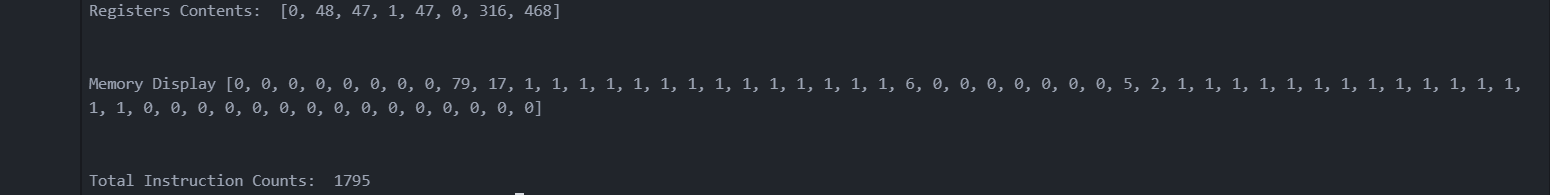 Registers Contents:  [0, 48, 47, 1, 47, 0, 316, 468]
Memory Display [0, 0, 0, 0, 0, 0, 0, 0, 79, 17, 1, 1, 1, 1, 1, 1, 1, 1, 1, 1, 1, 1, 1, 1, 6, 0, 0, 0, 0, 0, 0, 0, 5, 2, 1, 1, 1, 1, 1, 1, 1, 1, 1, 1, 1, 1, 1,
1, 1, 0, 0, 0, 0, 0, 0, 0, 0, 0, 0, 0, 0, 0, 0, 0]
Total Instruction Counts:  1795